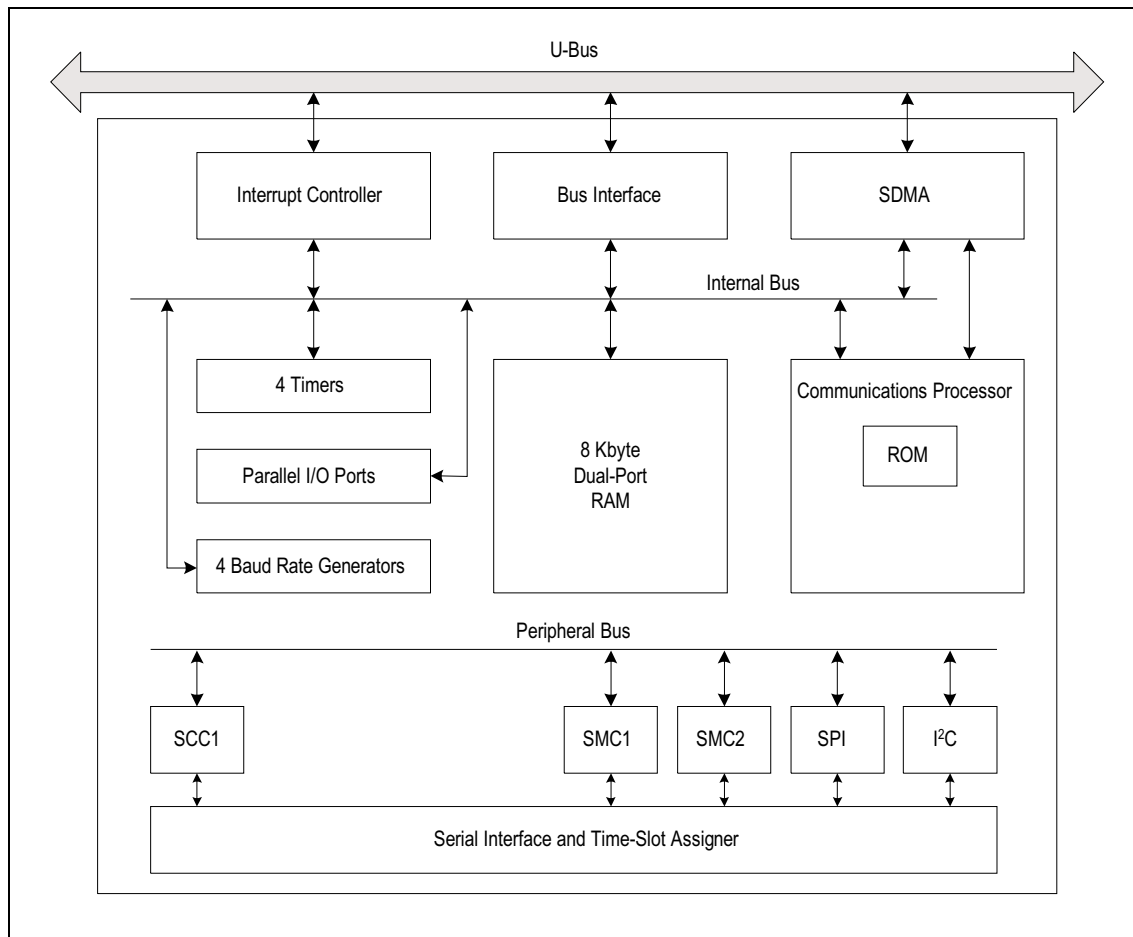 U-Bus
Interrupt Controller
Bus Interface
SDMA
Internal Bus
4 Timers
Parallel I/O Ports
4 Baud Rate Generators
8 Kbyte
Dual-Port
RAM
Communications Processor
ROM
Peripheral Bus
SCC1
SMC1
SMC2
SPI
I²C
Serial Interface and Time-Slot Assigner